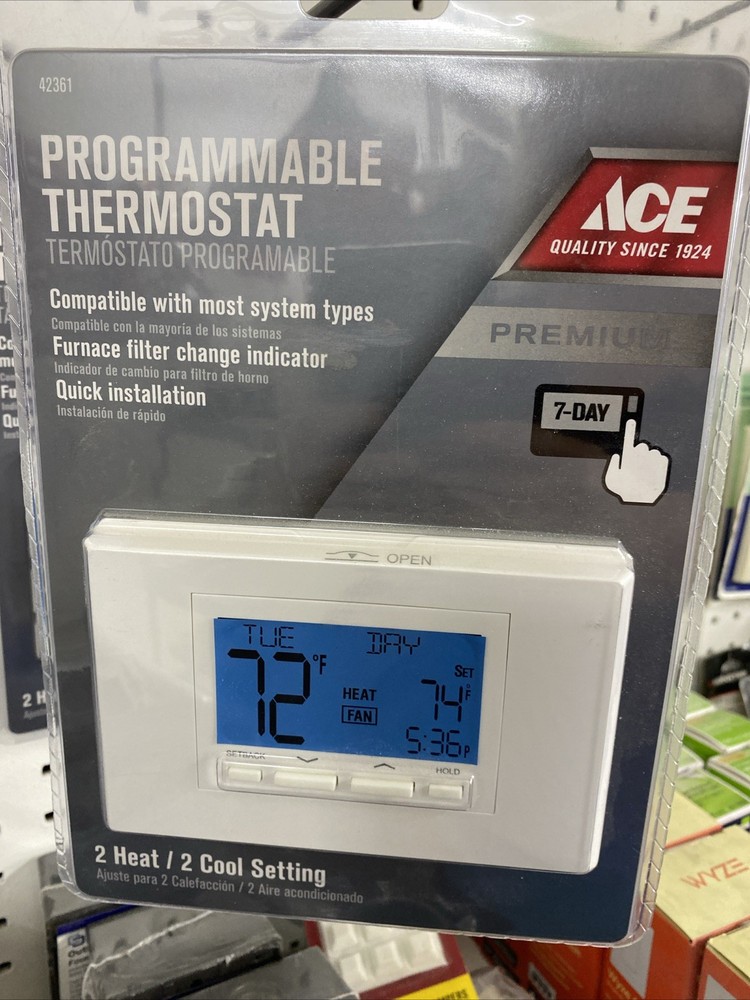 42361
PROGRAMMABLE
THERMOSTAT
TERMÓSTATO PROGRAMABLE
Compatible with most system types
Compatible con la mayoría de los sistemas
Furnace filter change indicator
Indicador de cambio para filtro de horno
Quick installation
Instalación de rápido
ACE
QUALITY SINCE 1924
PREMIUM
7-DAY
OPEN
TUE DAY
72°F
SET
HEAT 74°F
FAN
5:36P
SETBACK HOLD
2 Heat / 2 Cool Setting
Ajuste para 2 Calefacción / 2 Aire acondicionado
2 H
WYZE